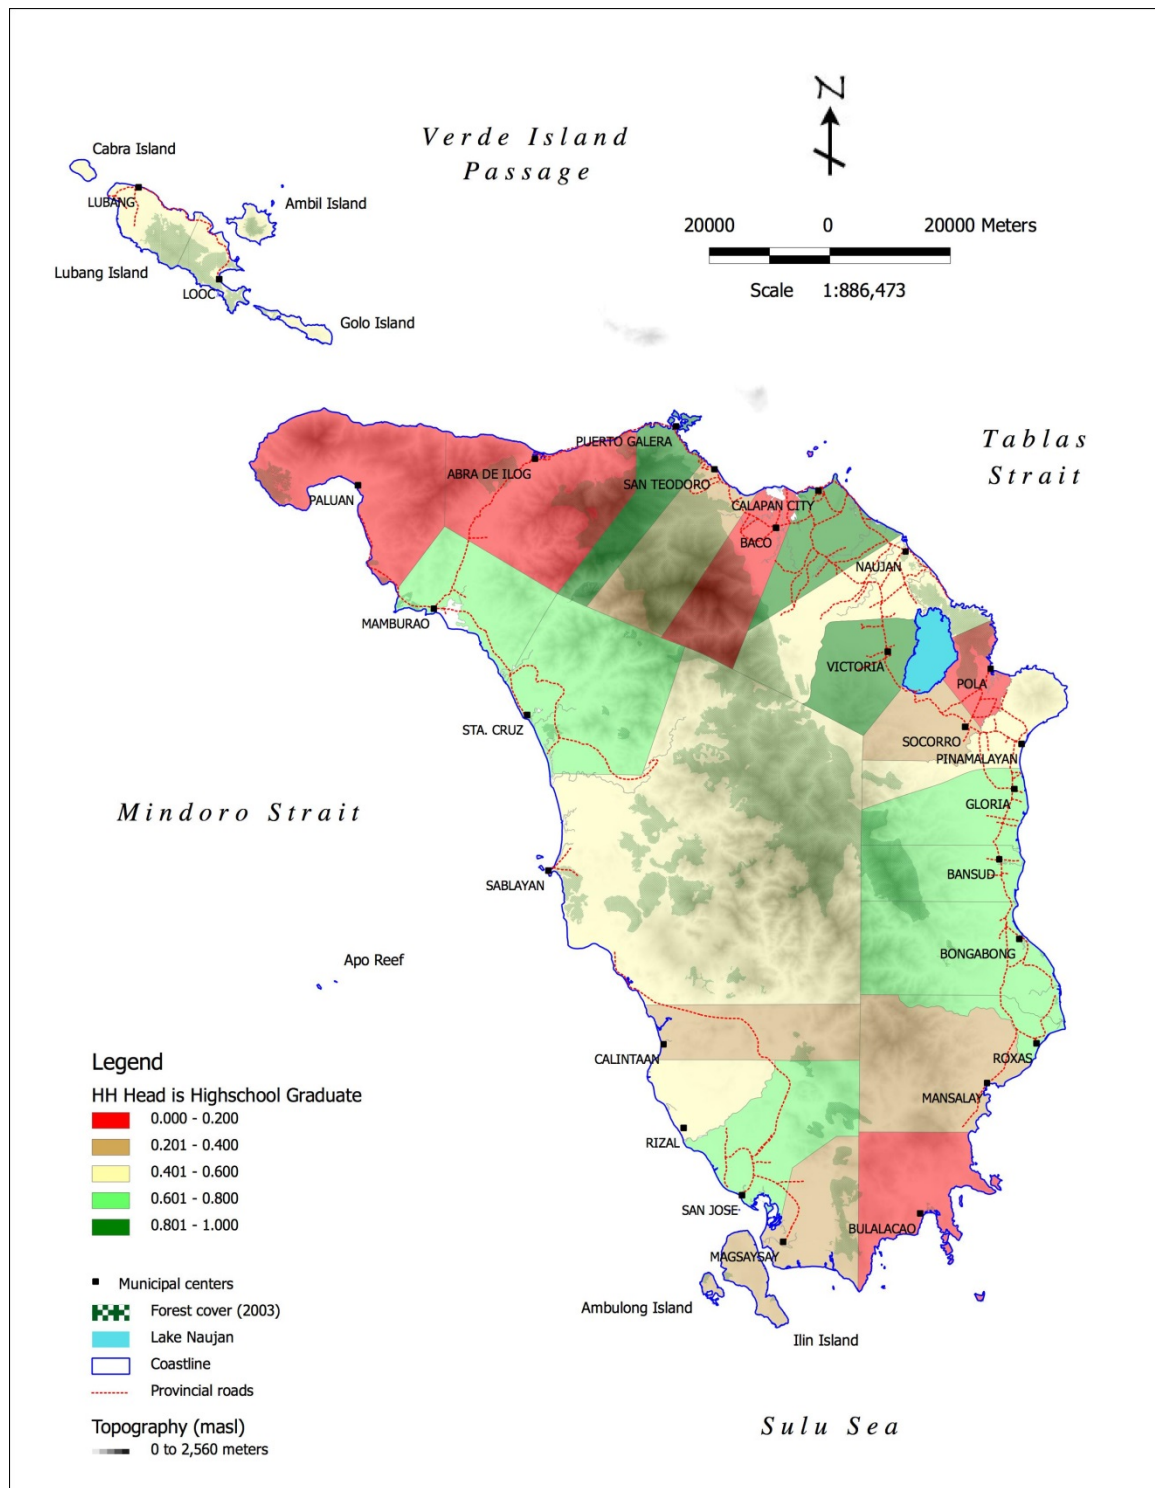 Verde Island
Passage
N
Cabra Island
LUBANG
Ambil Island
20000
0
20000 Meters
Lubang Island
LOOC
Scale 1:886,473
Golo Island
Tablas
Strait
PUERTO GALERA
ABRA DE ILOG
SAN TEODORO
PALUAN
CALAPAN CITY
BACO
NAUJAN
MAMBURAO
VICTORIA
POLA
STA. CRUZ
SOCORRO
PINAMALAYAN
Mindoro Strait
GLORIA
BANSUD
SABLAYAN
BONGABONG
Apo Reef
CALINTAAN
ROXAS
MANSALAY
RIZAL
SAN JOSE
BULALACAO
MAGSAYSAY
Ambulong Island
Ilin Island
Sulu Sea
Legend
HH Head is Highschool Graduate
0.000 - 0.200
0.201 - 0.400
0.401 - 0.600
0.601 - 0.800
0.801 - 1.000
Municipal centers
Forest cover (2003)
Lake Naujan
Coastline
Provincial roads
Topography (masl)
0 to 2,560 meters